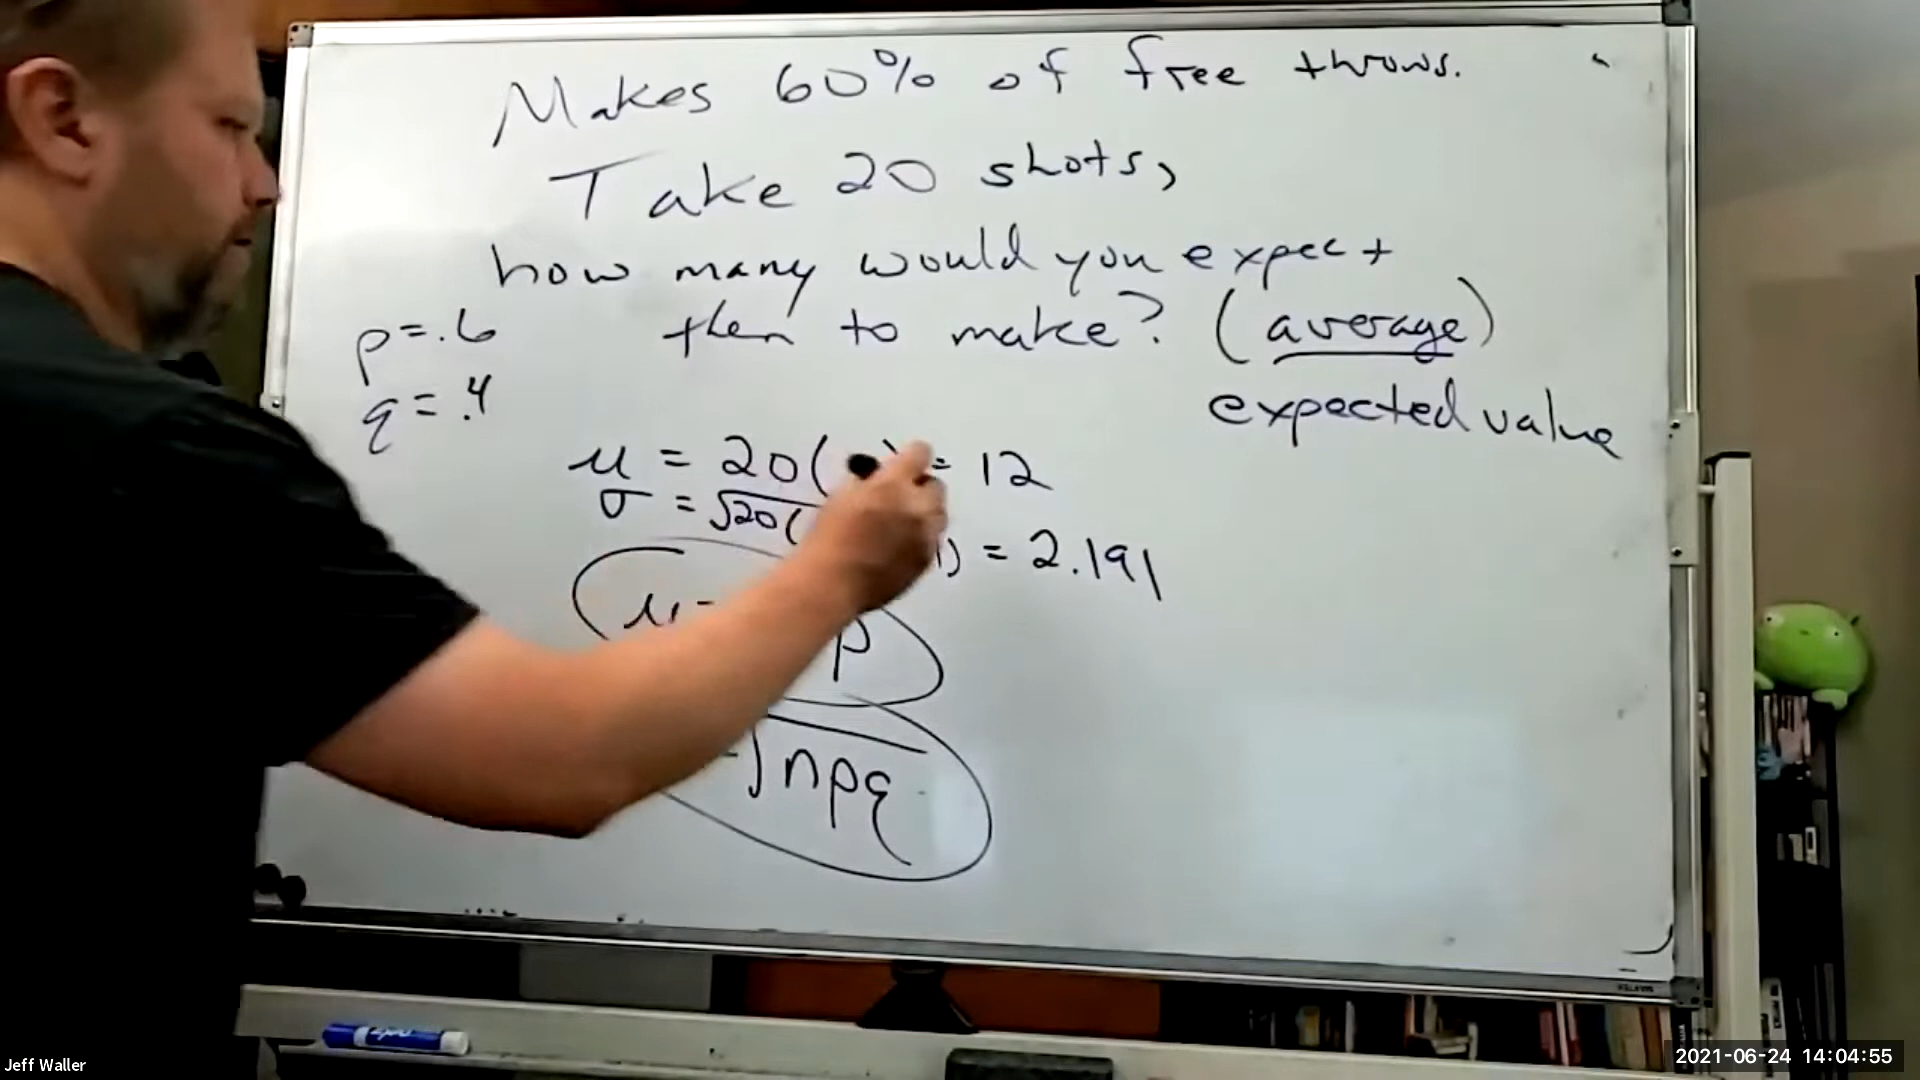 Makes 60% of free throws.
Take 20 shots,
how many would you expect
them to make? (average)
expected value
p = .6
q = .4
μ = 20( ) = 12
σ = √20( ) = 2.191
μ = p
√npq
Jeff Waller
2021-06-24 14:04:55